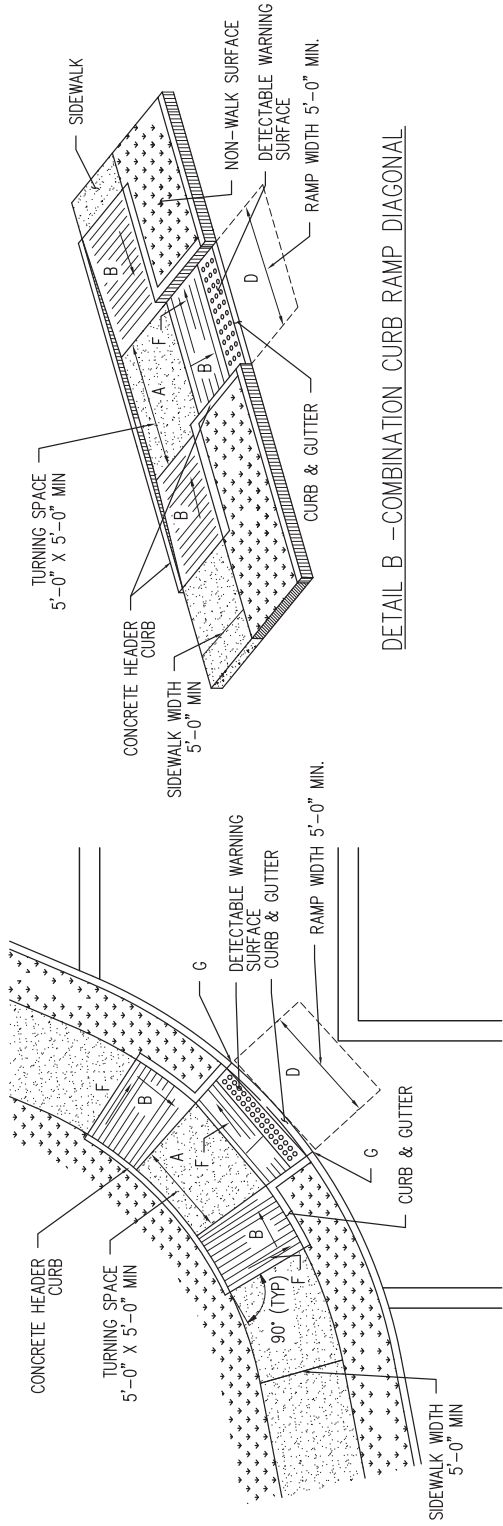 CONCRETE HEADER
CURB
TURNING SPACE
5'-0" X 5'-0" MIN
F
B
A
F
G
DETECTABLE WARNING
SURFACE
CURB & GUTTER
D
RAMP WIDTH 5'-0" MIN.
B
F
90° (TYP)
G
CURB & GUTTER
SIDEWALK WIDTH
5'-0" MIN
TURNING SPACE
5'-0" X 5'-0" MIN
CONCRETE HEADER
CURB
SIDEWALK WIDTH
5'-0" MIN
SIDEWALK
B
A
F
B
B
NON-WALK SURFACE
DETECTABLE WARNING
SURFACE
D
RAMP WIDTH 5'-0" MIN.
CURB & GUTTER
DETAIL B -COMBINATION CURB RAMP DIAGONAL